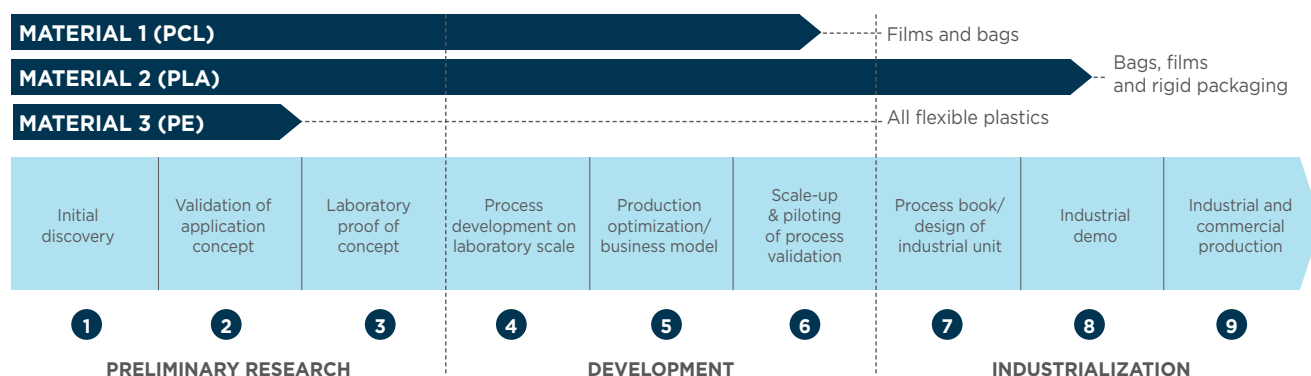 MATERIAL 1 (PCL)
Films and bags
MATERIAL 2 (PLA)
Bags, films
and rigid packaging
MATERIAL 3 (PE)
All flexible plastics
Initial
discovery
Validation of
application
concept
Laboratory
proof of
concept
Process
development on
laboratory scale
Production
optimization/
business model
Scale-up
& piloting
of process
validation
Process book/
design of
industrial unit
Industrial
demo
Industrial and
commercial
production
1
2
3
4
5
6
7
8
9
PRELIMINARY RESEARCH
DEVELOPMENT
INDUSTRIALIZATION